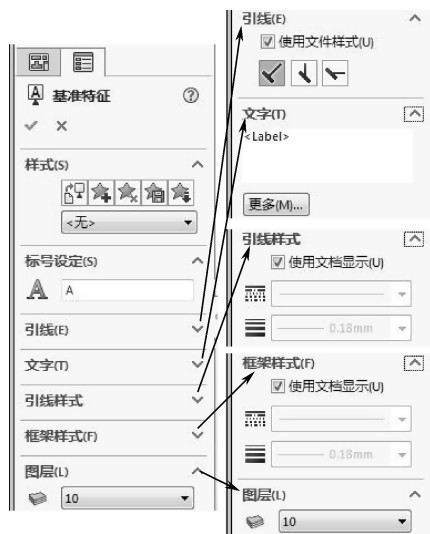 基准特征
样式(S)
<无>
标号设定(S)
A
引线(E)
文字(T)
引线样式
框架样式(F)
图层(L)
10
引线(E)
使用文件样式(U)
文字(T)
<Label>
更多(M)...
引线样式
使用文档显示(U)
0.18mm
框架样式(F)
使用文档显示(U)
0.18mm
图层(L)
10